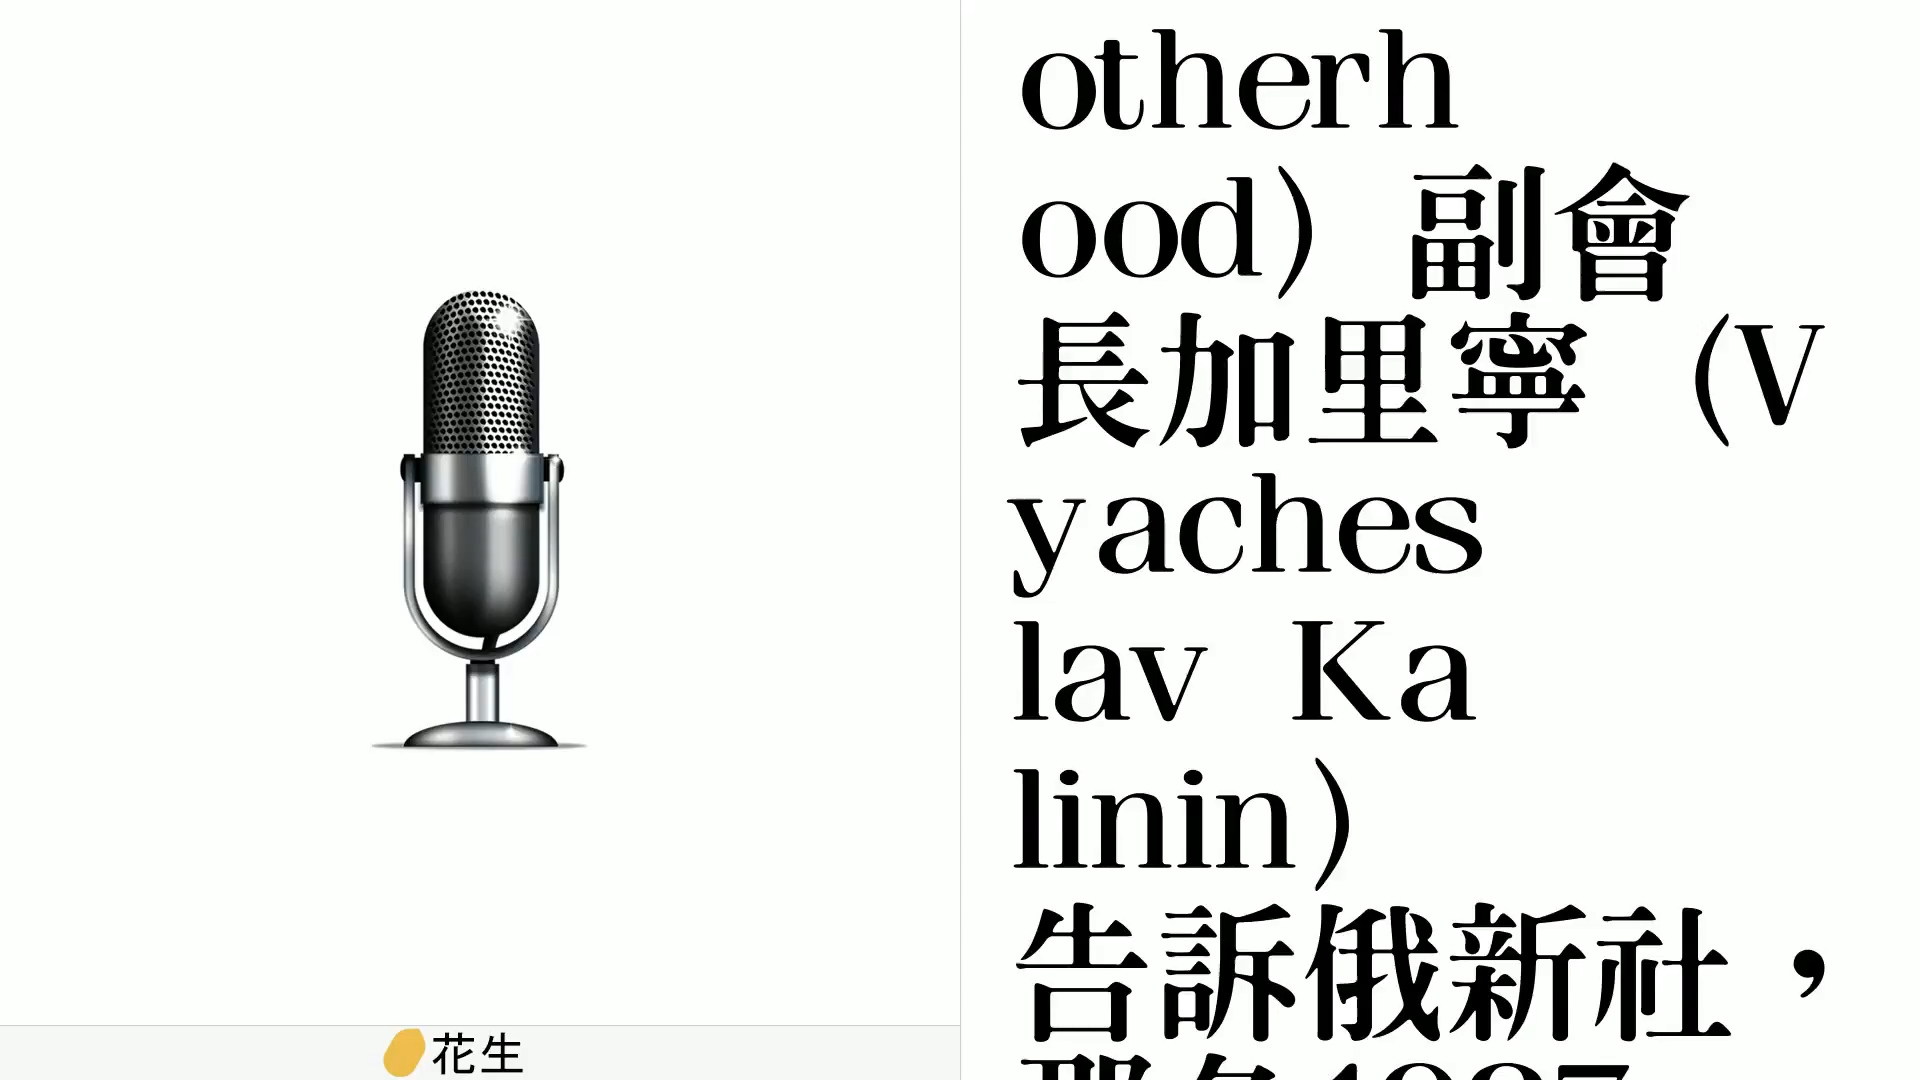 otherh
ood) 副會
長加里寧 (V
yaches
lav Ka
linin)
告訴俄新社，
花生